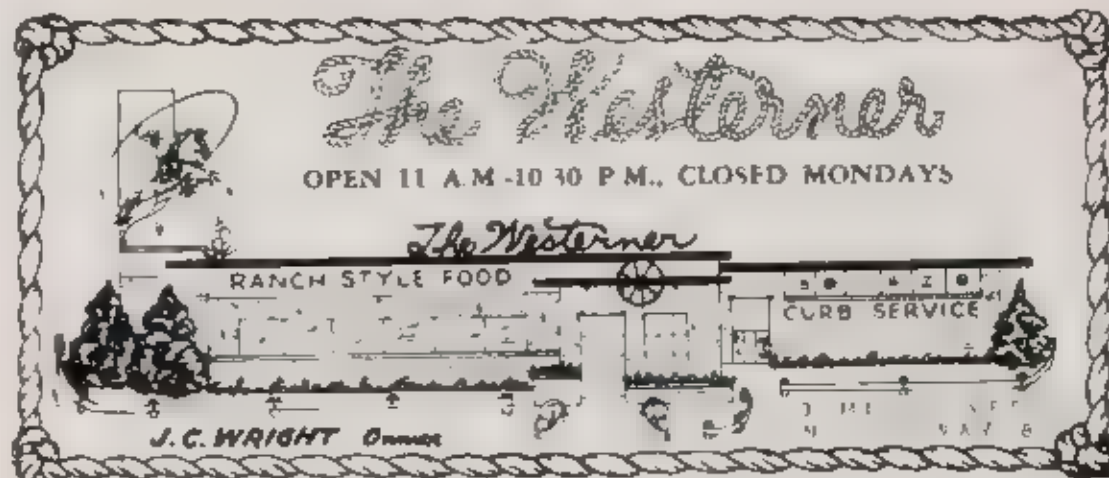 The Westerner
OPEN 11 A.M.-10 30 P.M., CLOSED MONDAYS
The Westerner
RANCH STYLE FOOD
CURB SERVICE
J.C. WRIGHT Owner